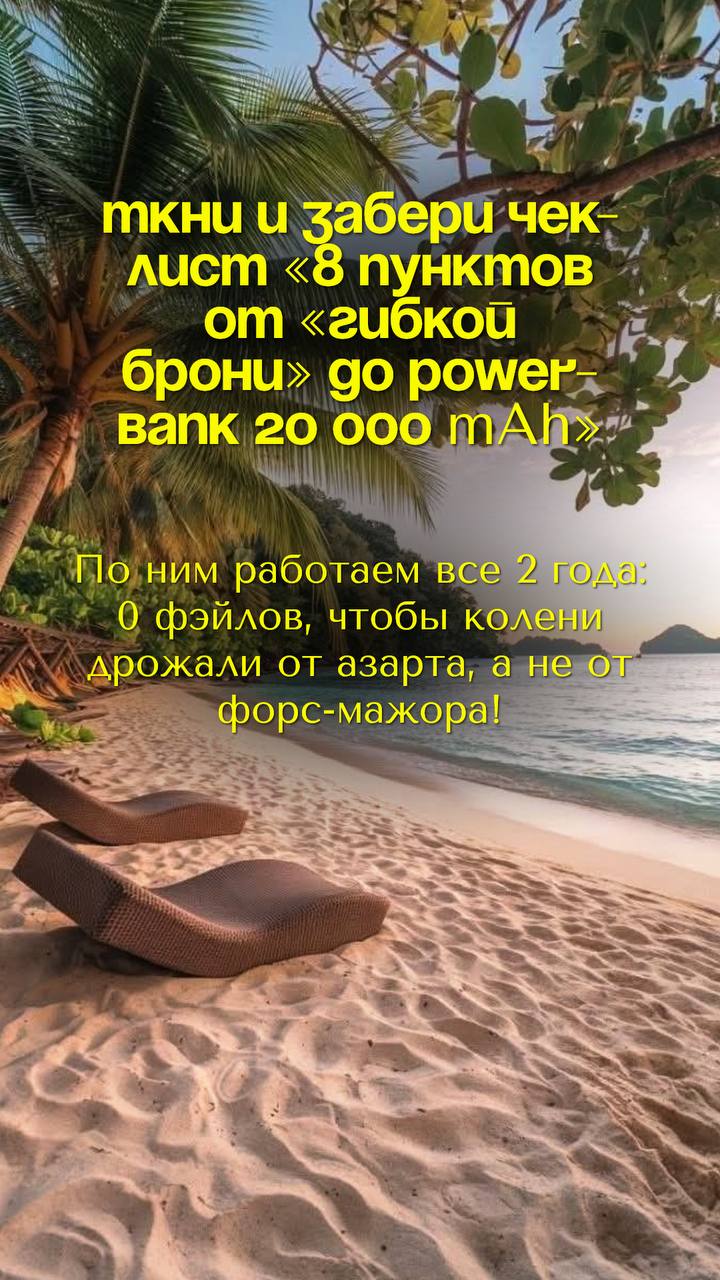 ткни и забери чек-
лист «8 пунктов
от «гибкой
брони» до power-
bank 20 000 mAh»
По ним работаем все 2 года:
0 фэйлов, чтобы колени
дрожали от азарта, а не от
форс-мажора!